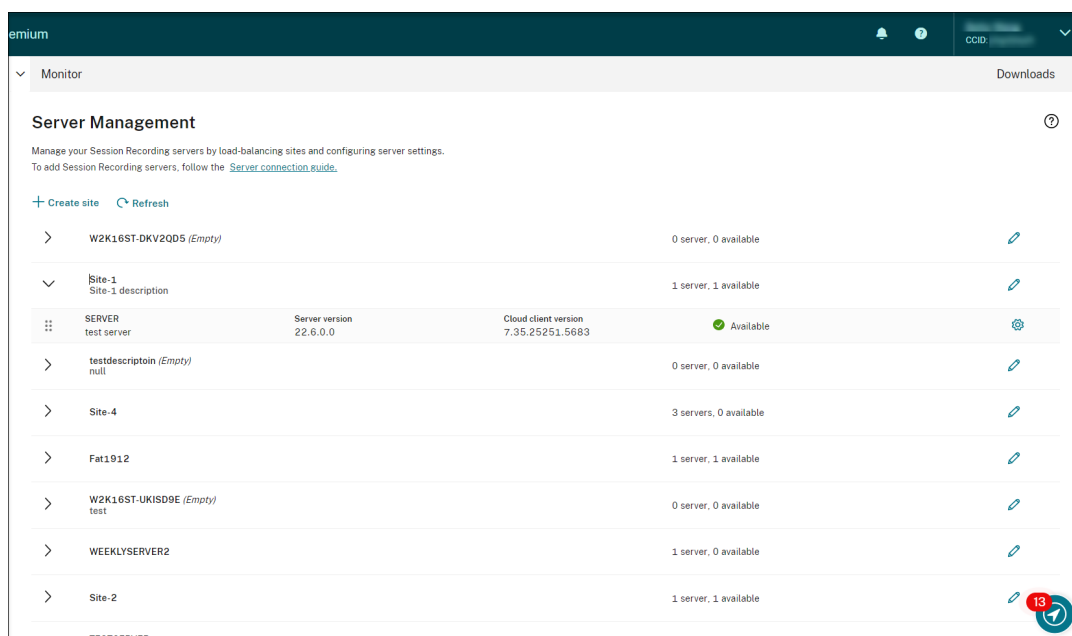 emium
CCID:
Monitor Downloads
Server Management
Manage your Session Recording servers by load-balancing sites and configuring server settings.
To add Session Recording servers, follow the Server connection guide.
Create site Refresh
W2K16ST-DKV2QD5 (Empty) 0 server, 0 available
Site-1
Site-1 description
1 server, 1 available
SERVER Server version Cloud client version
test server 22.6.0.0 7.35.25251.5683
Available
testdescriptoin (Empty)
null
0 server, 0 available
Site-4 3 servers, 0 available
Fat1912 1 server, 1 available
W2K16ST-UKISD9E (Empty)
test
0 server, 0 available
WEEKLYSERVER2 1 server, 0 available
Site-2 1 server, 1 available
13